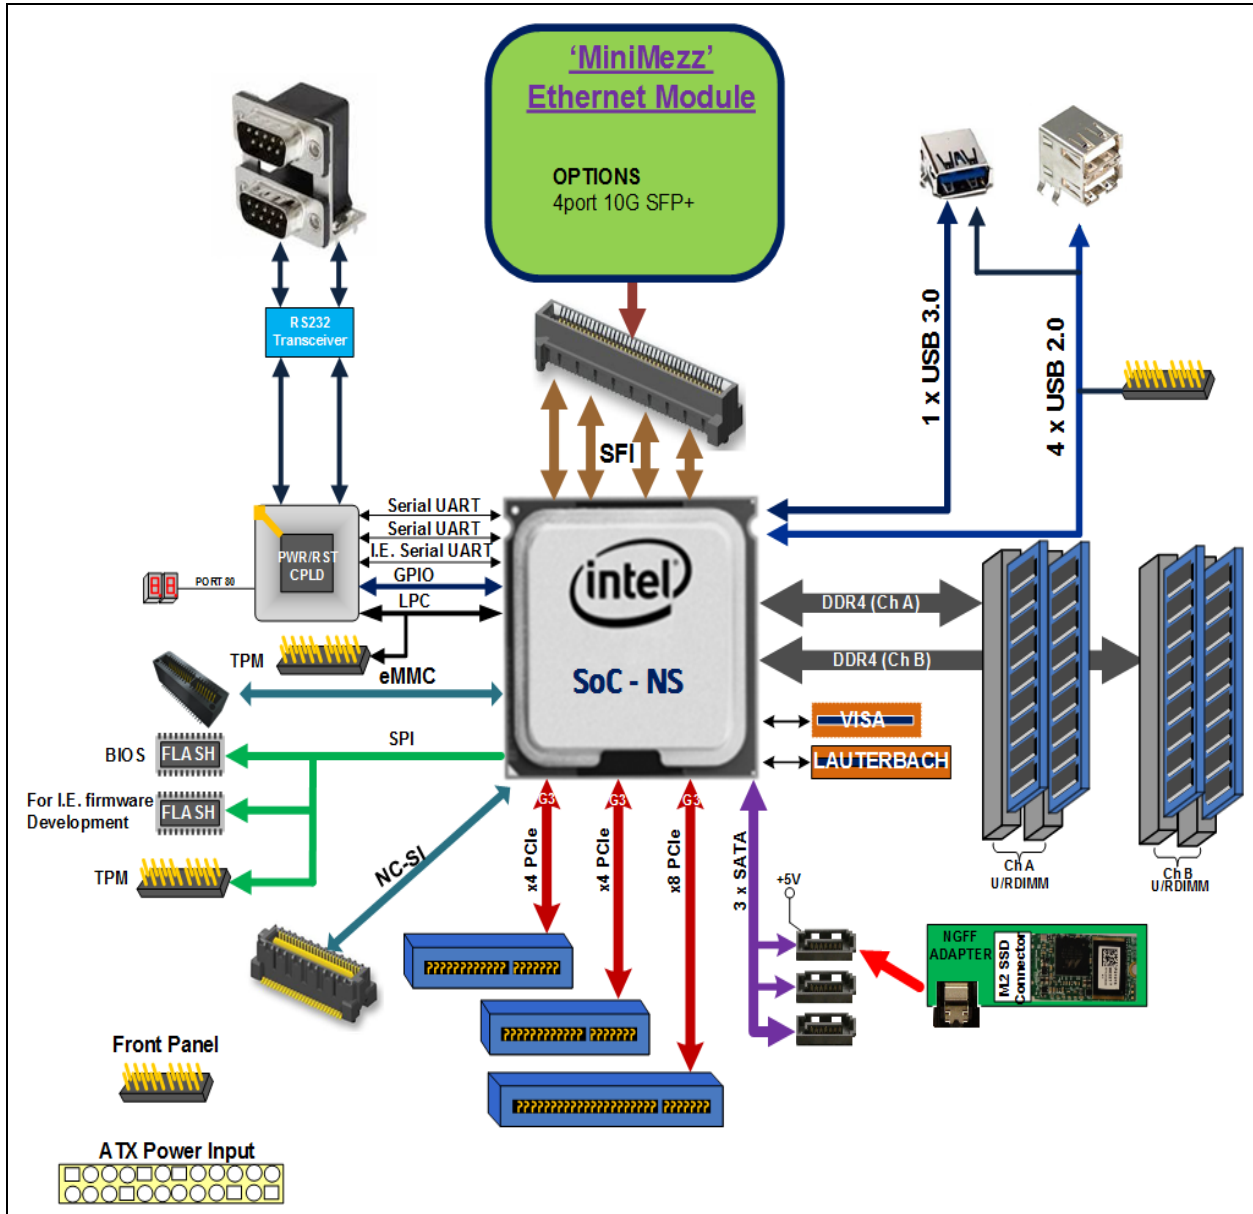 'MiniMezz'
Ethernet Module
OPTIONS
4port 10G SFP+
RS232
Transceiver
1 x USB 3.0
4 x USB 2.0
SFI
Serial UART
Serial UART
I.E. Serial UART
GPIO
LPC
PWR/RST
CPLD
PORT 80
TPM
eMMC
intel
SoC - NS
DDR4 (Ch A)
DDR4 (Ch B)
VISA
LAUTERBACH
SPI
BIOS
FLASH
For I.E. firmware
Development
FLASH
TPM
NC-SI
G3
G3
G3
x4 PCIe
x4 PCIe
x8 PCIe
3 x SATA
+5V
Ch A
U/RDIMM
Ch B
U/RDIMM
NGFF
ADAPTER
M.2 SSD
Connector
Front Panel
ATX Power Input